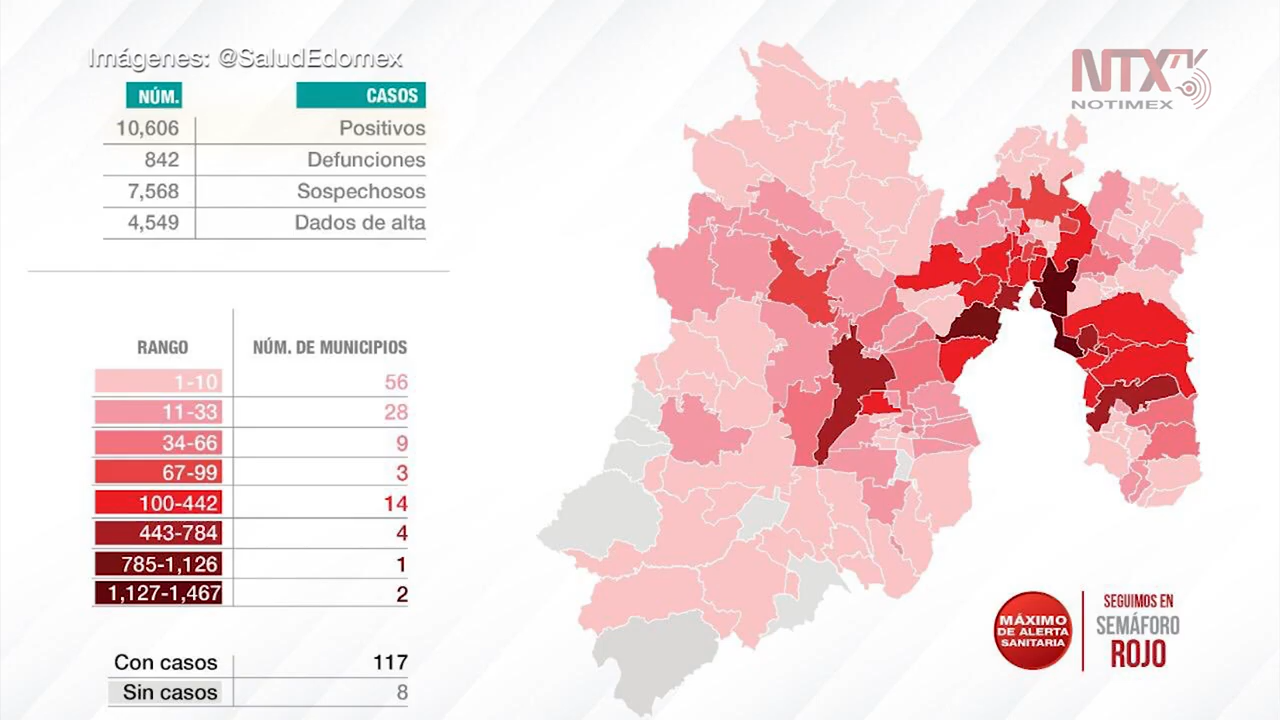 Imágenes: @SaludEdomex
NÚM. CASOS
10,606 Positivos
842 Defunciones
7,568 Sospechosos
4,549 Dados de alta
RANGO NÚM. DE MUNICIPIOS
1-10 56
11-33 28
34-66 9
67-99 3
100-442 14
443-784 4
785-1,126 1
1,127-1,467 2
Con casos 117
Sin casos 8
NTX
NOTIMEX
MÁXIMO
DE ALERTA
SANITARIA
SEGUIMOS EN
SEMÁFORO
ROJO